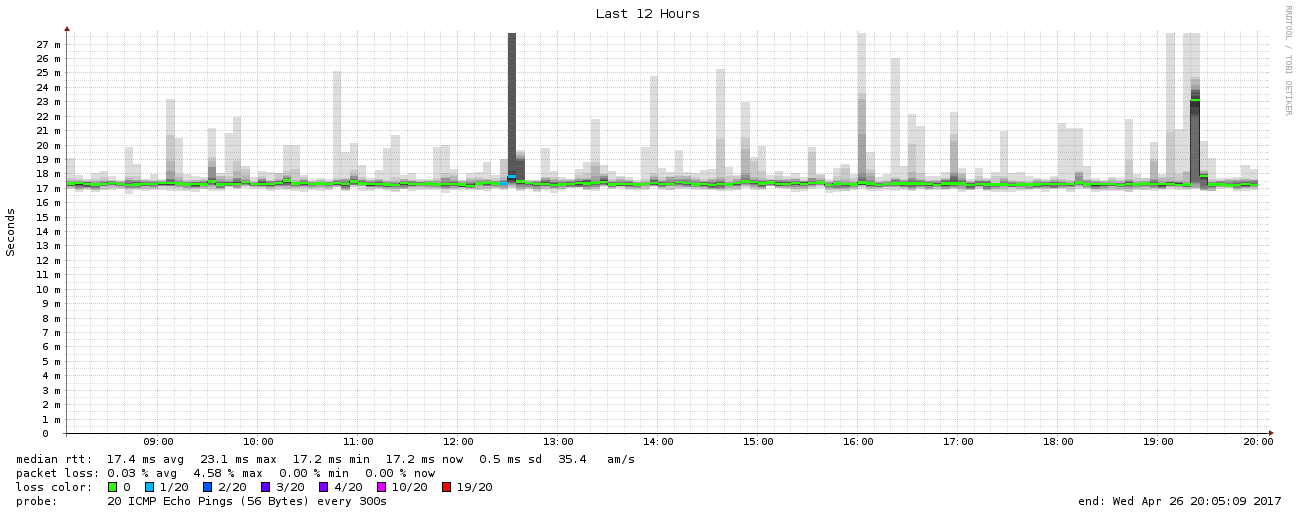 Last 12 Hours
RRDTOOL / TOBI OETIKER
Seconds
27 m
26 m
25 m
24 m
23 m
22 m
21 m
20 m
19 m
18 m
17 m
16 m
15 m
14 m
13 m
12 m
11 m
10 m
9 m
8 m
7 m
6 m
5 m
4 m
3 m
2 m
1 m
0
09:00 10:00 11:00 12:00 13:00 14:00 15:00 16:00 17:00 18:00 19:00 20:00
median rtt: 17.4 ms avg 23.1 ms max 17.2 ms min 17.2 ms now 0.5 ms sd 35.4 am/s
packet loss: 0.03 % avg 4.58 % max 0.00 % min 0.00 % now
loss color: 0 1/20 2/20 3/20 4/20 10/20 19/20
probe: 20 ICMP Echo Pings (56 Bytes) every 300s end: Wed Apr 26 20:05:09 2017